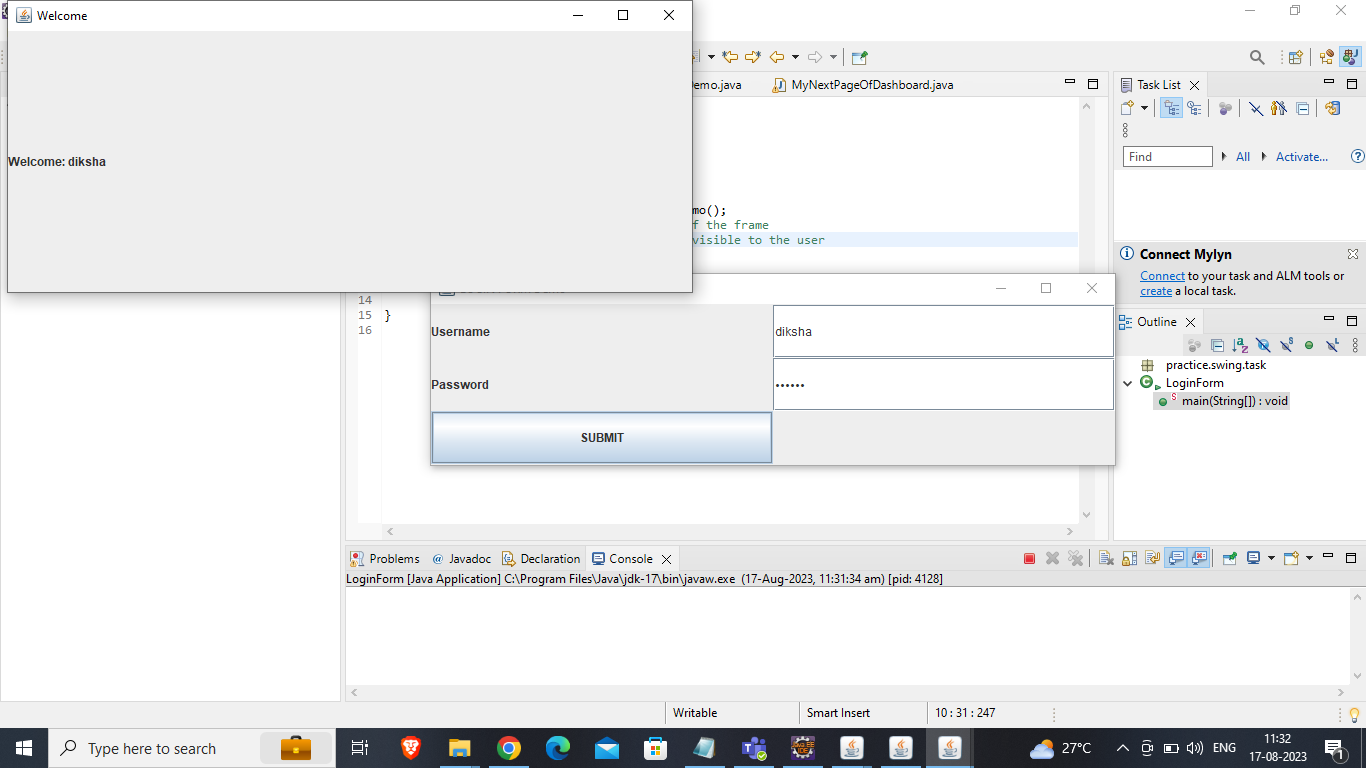 Welcome
Welcome: diksha
emo.java
MyNextPageOfDashboard.java
mo();
f the frame
visible to the user
14
15 }
16
Username
diksha
Password
••••••
SUBMIT
Task List
Find
All
Activate...
Connect Mylyn
Connect to your task and ALM tools or
create a local task.
Outline
practice.swing.task
LoginForm
main(String[]) : void
Problems
@ Javadoc
Declaration
Console
LoginForm [Java Application] C:\Program Files\Java\jdk-17\bin\javaw.exe (17-Aug-2023, 11:31:34 am) [pid: 4128]
Writable
Smart Insert
10 : 31 : 247
Type here to search
27°C
ENG
11:32
17-08-2023
1